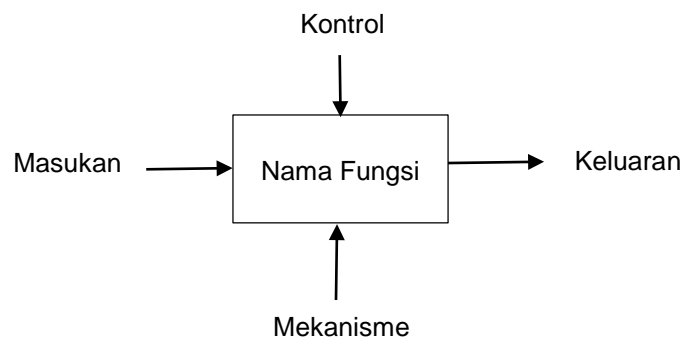 Kontrol
Masukan
Nama Fungsi
Keluaran
Mekanisme